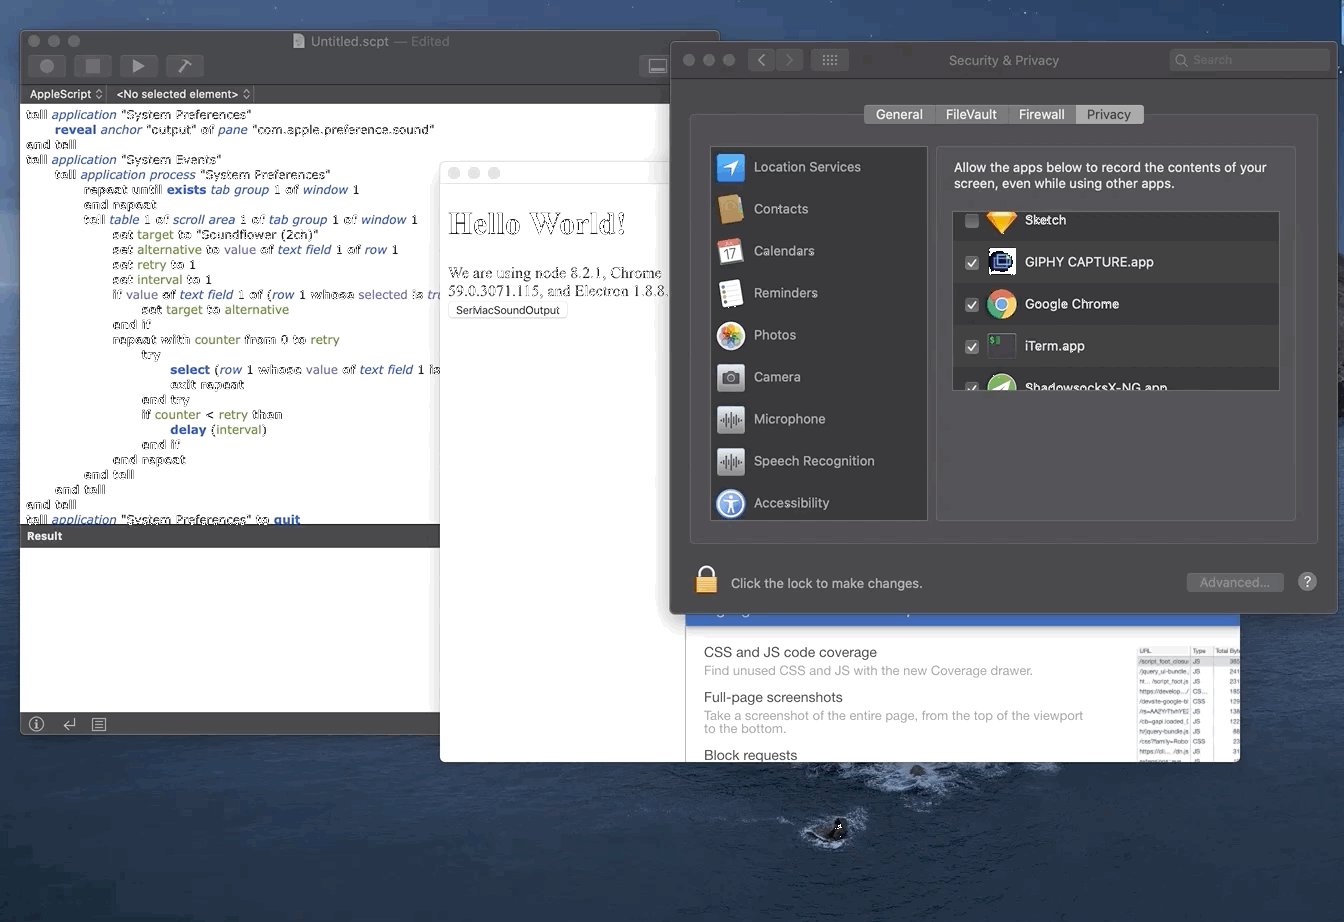 Untitled.scpt — Edited
AppleScript
<No selected element>
tell application "System Preferences"
reveal anchor "output" of pane "com.apple.preference.sound"
end tell
tell application "System Events"
tell application process "System Preferences"
repeat until exists tab group 1 of window 1
end repeat
tell table 1 of scroll area 1 of tab group 1 of window 1
set target to "Soundflower (2ch)"
set alternative to value of text field 1 of row 1
set retry to 1
set interval to 1
if value of text field 1 of (row 1 whose selected is tru
set target to alternative
end if
repeat with counter from 0 to retry
try
select (row 1 whose value of text field 1 is
exit repeat
end try
if counter < retry then
delay (interval)
end if
end repeat
end tell
end tell
end tell
tell application "System Preferences" to quit
Result
Hello World!
We are using node 8.2.1, Chrome
59.0.3071.115, and Electron 1.8.8.
SerMacSoundOutput
Security & Privacy
Search
General
FileVault
Firewall
Privacy
Location Services
Contacts
Calendars
17
Reminders
Photos
Camera
Microphone
Speech Recognition
Accessibility
Allow the apps below to record the contents of your
screen, even while using other apps.
Sketch
GIPHY CAPTURE.app
Google Chrome
iTerm.app
ShadowsocksX-NG.app
Click the lock to make changes.
Advanced...
?
CSS and JS code coverage
Find unused CSS and JS with the new Coverage drawer.
Full-page screenshots
Take a screenshot of the entire page, from the top of the viewport
to the bottom.
Block requests
URL
Type
Total Byt